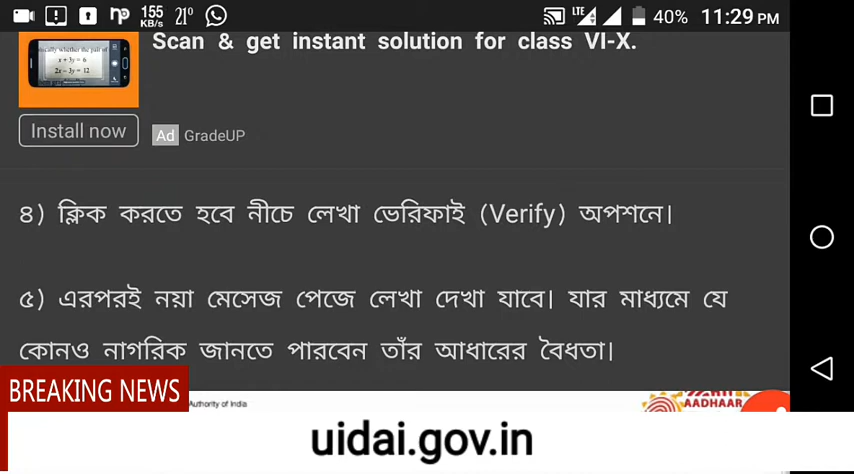 155 KB/s 21° LTE 40% 11:29 PM
Scan & get instant solution for class VI-X.
x + 3y = 6
2x - 3y = 12
Install now
Ad GradeUP
৪) ক্লিক করতে হবে নীচে লেখা ভেরিফাই (Verify) অপশনে।
৫) এরপরই নয়া মেসেজ পেজে লেখা দেখা যাবে। যার মাধ্যমে যে
কোনও নাগরিক জানতে পারবেন তাঁর আধারের বৈধতা।
BREAKING NEWS
Authority of India
AADHAAR
uidai.gov.in